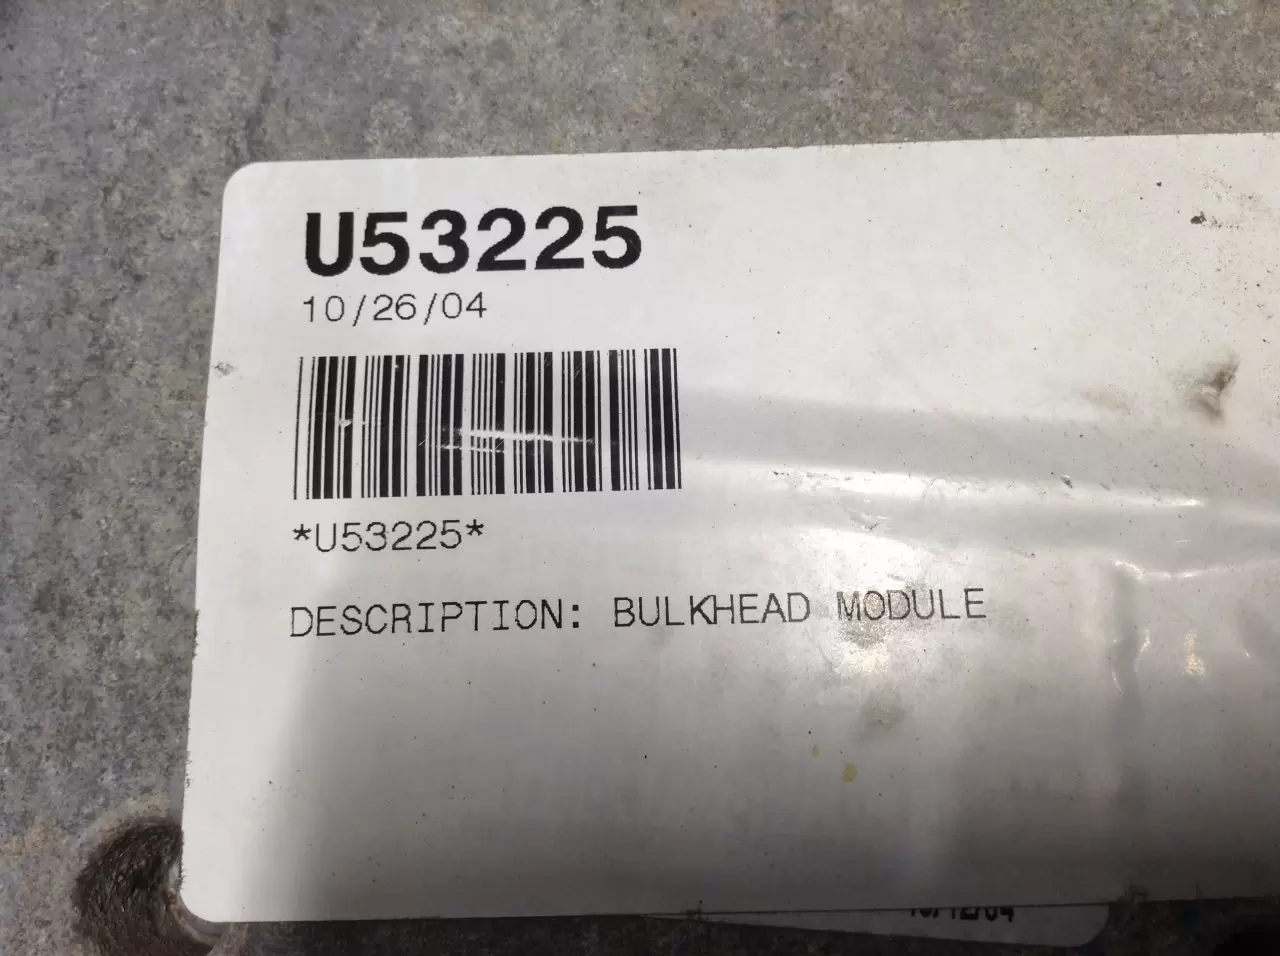 U53225
10/26/04
*U53225*
DESCRIPTION: BULKHEAD MODULE